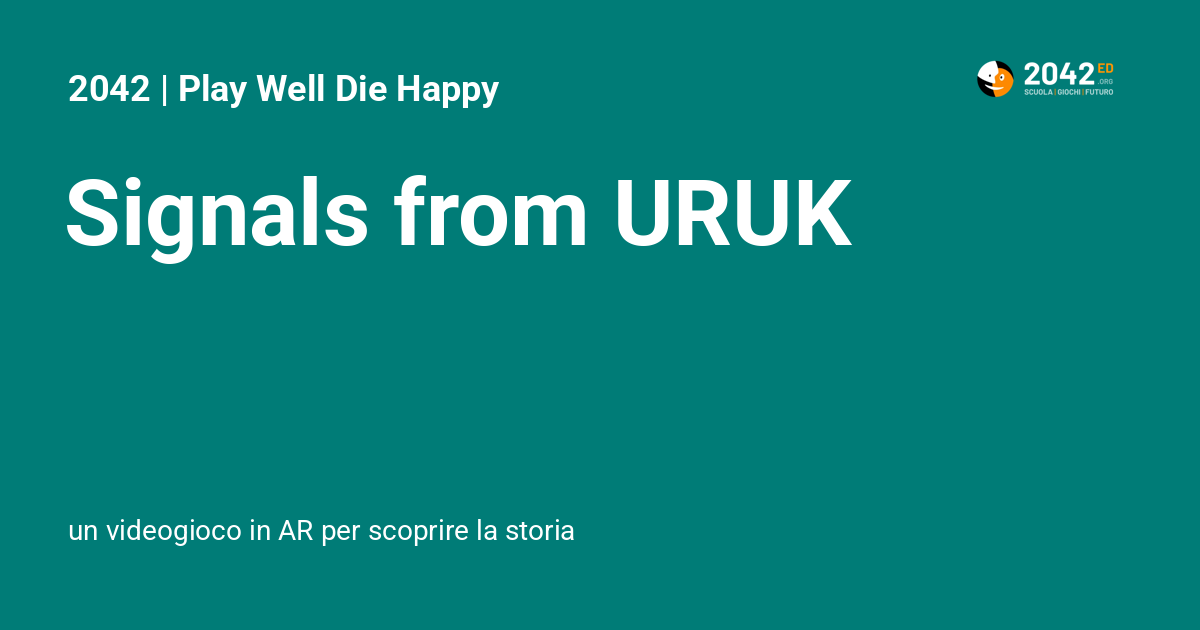 2042 | Play Well Die Happy
2042 ED
.ORG
SCUOLA | GIOCHI | FUTURO
Signals from URUK
un videogioco in AR per scoprire la storia